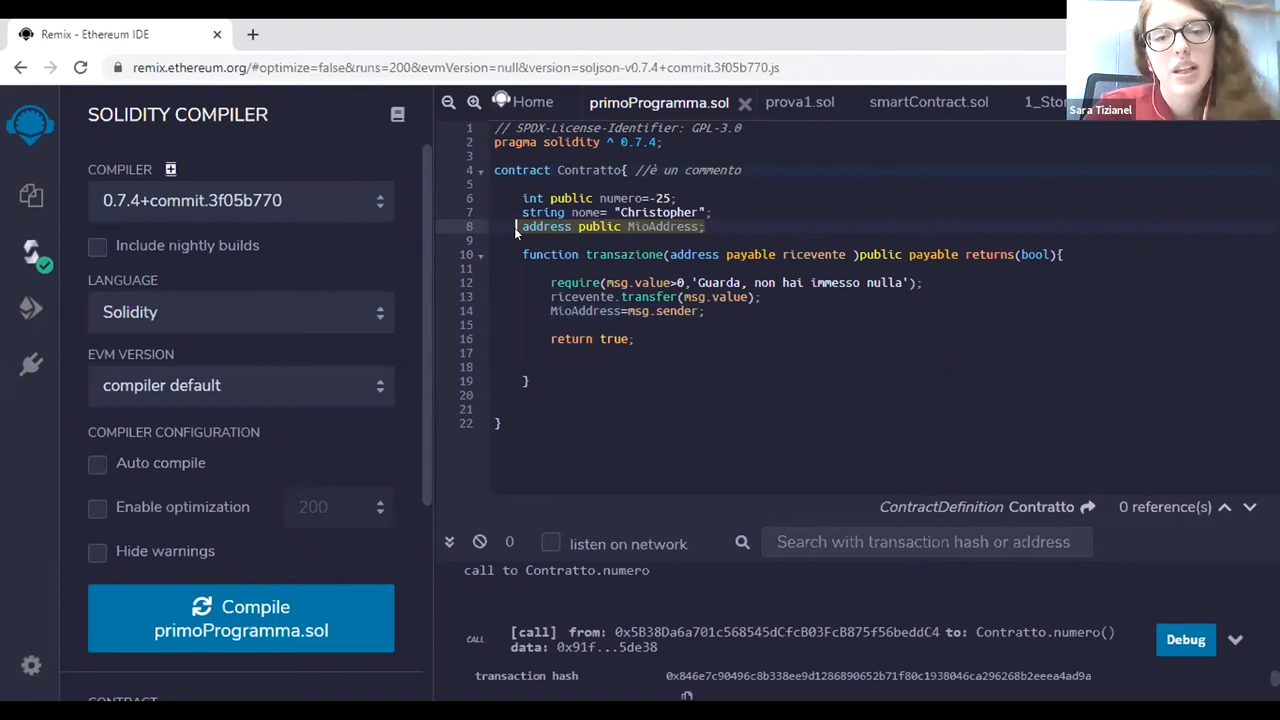 Remix - Ethereum IDE
remix.ethereum.org/#optimize=false&runs=200&evmVersion=null&version=soljson-v0.7.4+commit.3f05b770.js
Sara Tizianel
SOLIDITY COMPILER
COMPILER
0.7.4+commit.3f05b770
Include nightly builds
LANGUAGE
Solidity
EVM VERSION
compiler default
COMPILER CONFIGURATION
Auto compile
Enable optimization
200
Hide warnings
Compile
primoProgramma.sol
Home primoProgramma.sol prova1.sol smartContract.sol 1_Sto
1 // SPDX-License-Identifier: GPL-3.0
2 pragma solidity ^ 0.7.4;
3
4 contract Contratto{ //è un commento
5
6 int public numero=-25;
7 string nome= "Christopher";
8 address public MioAddress;
9
10 function transazione(address payable ricevente )public payable returns(bool){
11
12 require(msg.value>0,'Guarda, non hai immesso nulla');
13 ricevente.transfer(msg.value);
14 MioAddress=msg.sender;
15
16 return true;
17
18
19 }
20
21
22 }
ContractDefinition Contratto 0 reference(s)
0 listen on network Search with transaction hash or address
call to Contratto.numero
CALL [call] from: 0x5B38Da6a701c568545dCfcB03FcB875f56beddC4 to: Contratto.numero()
data: 0x91f...5de38
Debug
transaction hash 0x846e7c90496c8b338ee9d1286890652b71f80c1938046ca296268b2eeea4ad9a